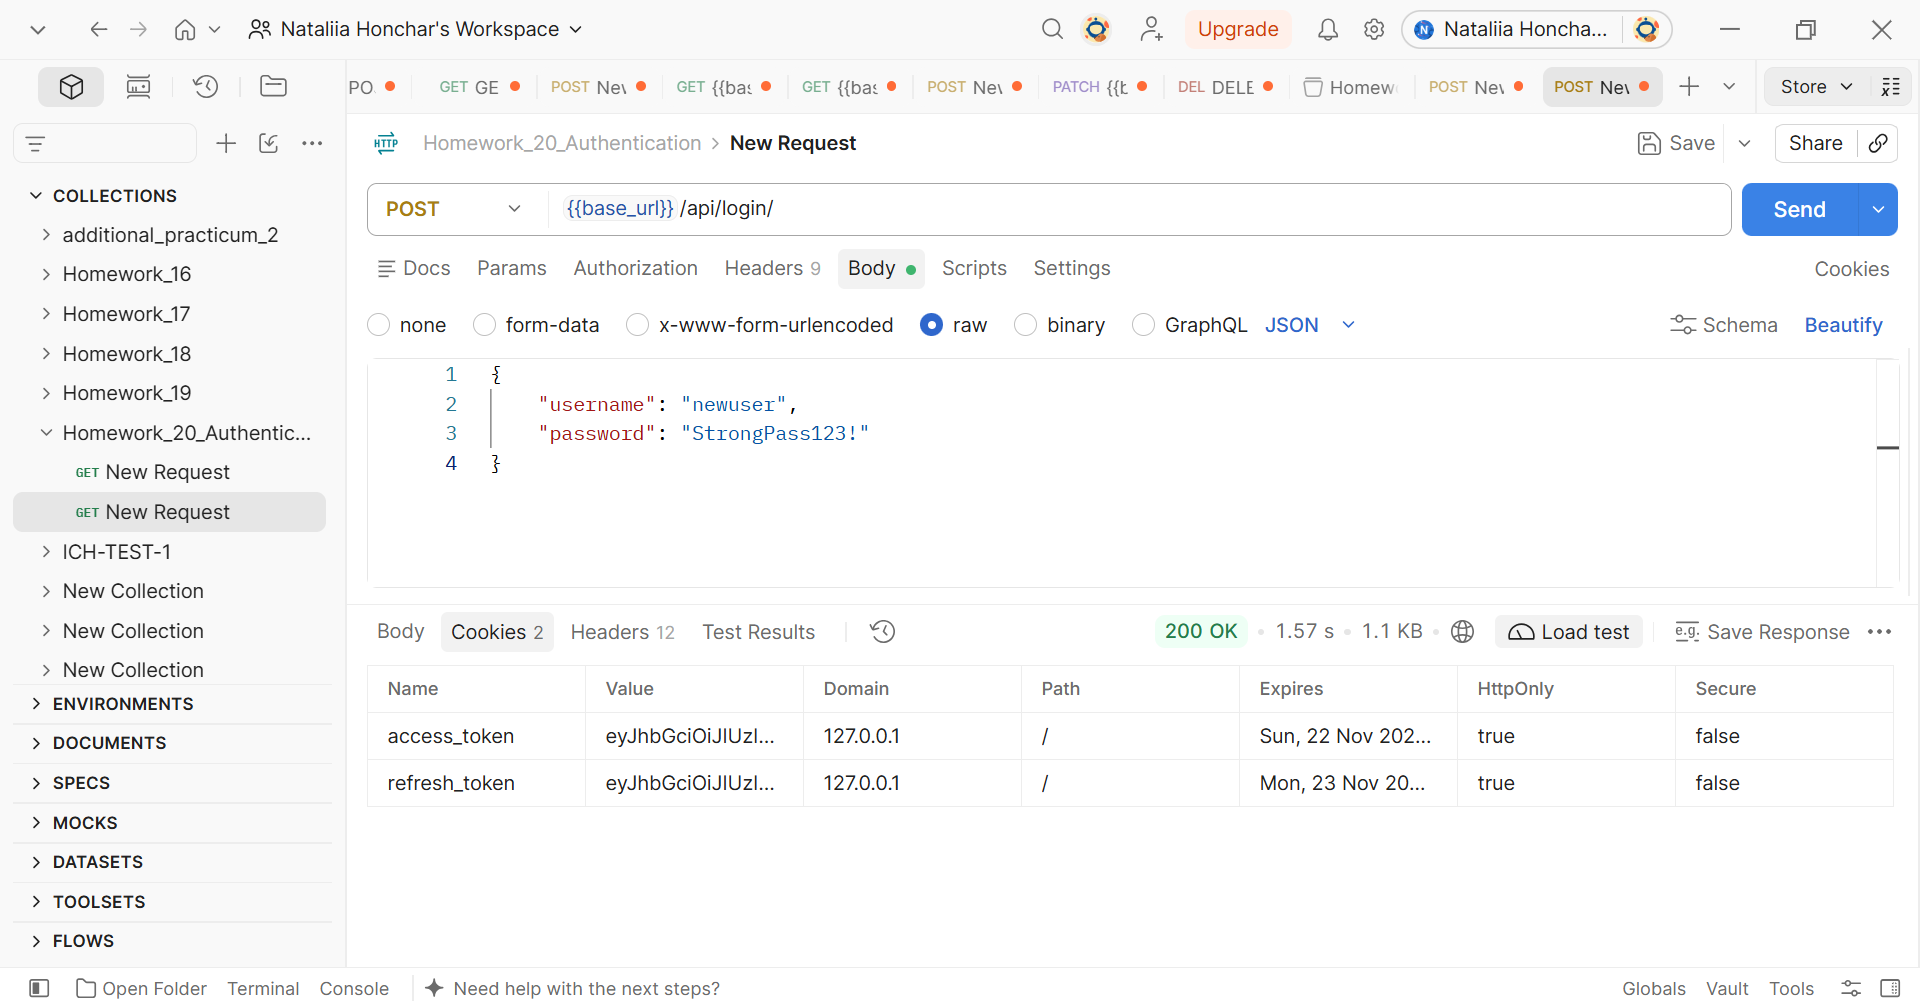 Nataliia Honchar's Workspace
Upgrade
Nataliia Honcha...
PO.
GET GE
POST Nev
GET {{bas
GET {{bas
POST Nev
PATCH {{b
DEL DELE
Homew
POST Nev
POST Nev
Store
HTTP
Homework_20_Authentication > New Request
Save
Share
COLLECTIONS
additional_practicum_2
Homework_16
Homework_17
Homework_18
Homework_19
Homework_20_Authentic...
GET New Request
GET New Request
ICH-TEST-1
New Collection
New Collection
New Collection
ENVIRONMENTS
DOCUMENTS
SPECS
MOCKS
DATASETS
TOOLSETS
FLOWS
POST
{{base_url}} /api/login/
Send
Docs
Params
Authorization
Headers 9
Body
Scripts
Settings
Cookies
none
form-data
x-www-form-urlencoded
raw
binary
GraphQL
JSON
Schema
Beautify
1 {
2 "username": "newuser",
3 "password": "StrongPass123!"
4 }
Body
Cookies 2
Headers 12
Test Results
200 OK
1.57 s
1.1 KB
Load test
e.g. Save Response
Name Value Domain Path Expires HttpOnly Secure
access_token eyJhbGciOiJIUzI... 127.0.0.1 / Sun, 22 Nov 202... true false
refresh_token eyJhbGciOiJIUzI... 127.0.0.1 / Mon, 23 Nov 20... true false
Open Folder
Terminal
Console
Need help with the next steps?
Globals
Vault
Tools